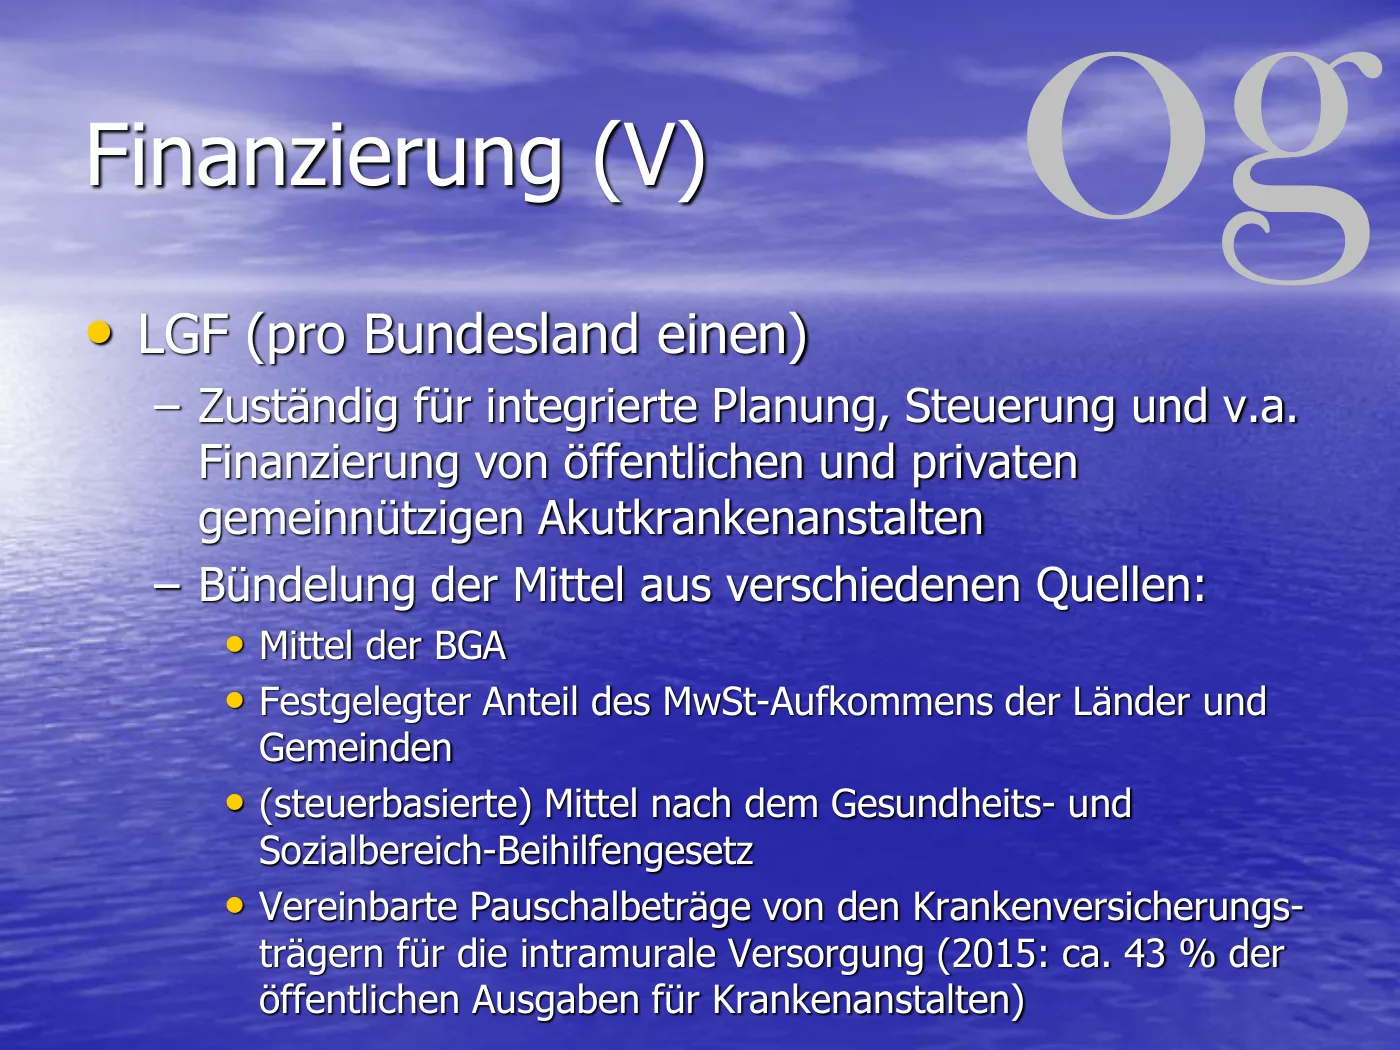 og
Finanzierung (V)
• LGF (pro Bundesland einen)
– Zuständig für integrierte Planung, Steuerung und v.a.
Finanzierung von öffentlichen und privaten
gemeinnützigen Akutkrankenanstalten
– Bündelung der Mittel aus verschiedenen Quellen:
• Mittel der BGA
• Festgelegter Anteil des MwSt-Aufkommens der Länder und
Gemeinden
• (steuerbasierte) Mittel nach dem Gesundheits- und
Sozialbereich-Beihilfengesetz
• Vereinbarte Pauschalbeträge von den Krankenversicherungs-
trägern für die intramurale Versorgung (2015: ca. 43 % der
öffentlichen Ausgaben für Krankenanstalten)